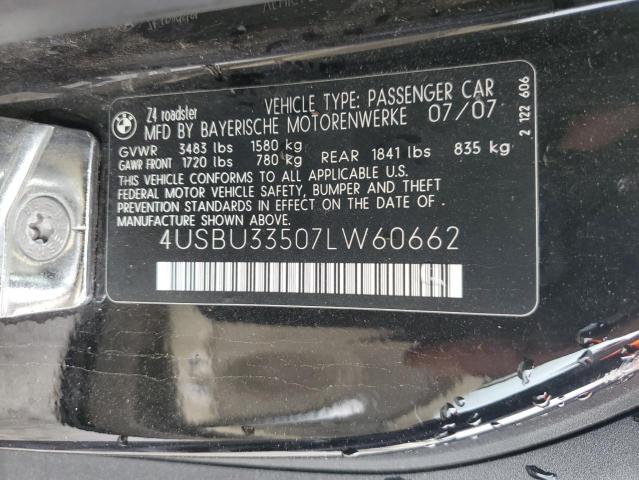 BMW
Z4 roadster VEHICLE TYPE: PASSENGER CAR
MFD BY BAYERISCHE MOTORENWERKE 07/07
GVWR 3483 lbs 1580 kg
GAWR FRONT 1720 lbs 780 kg REAR 1841 lbs 835 kg
THIS VEHICLE CONFORMS TO ALL APPLICABLE U.S.
FEDERAL MOTOR VEHICLE SAFETY, BUMPER AND THEFT
PREVENTION STANDARDS IN EFFECT ON THE DATE OF
MANUFACTURE SHOWN ABOVE.
4USBU33507LW60662
2 122 606